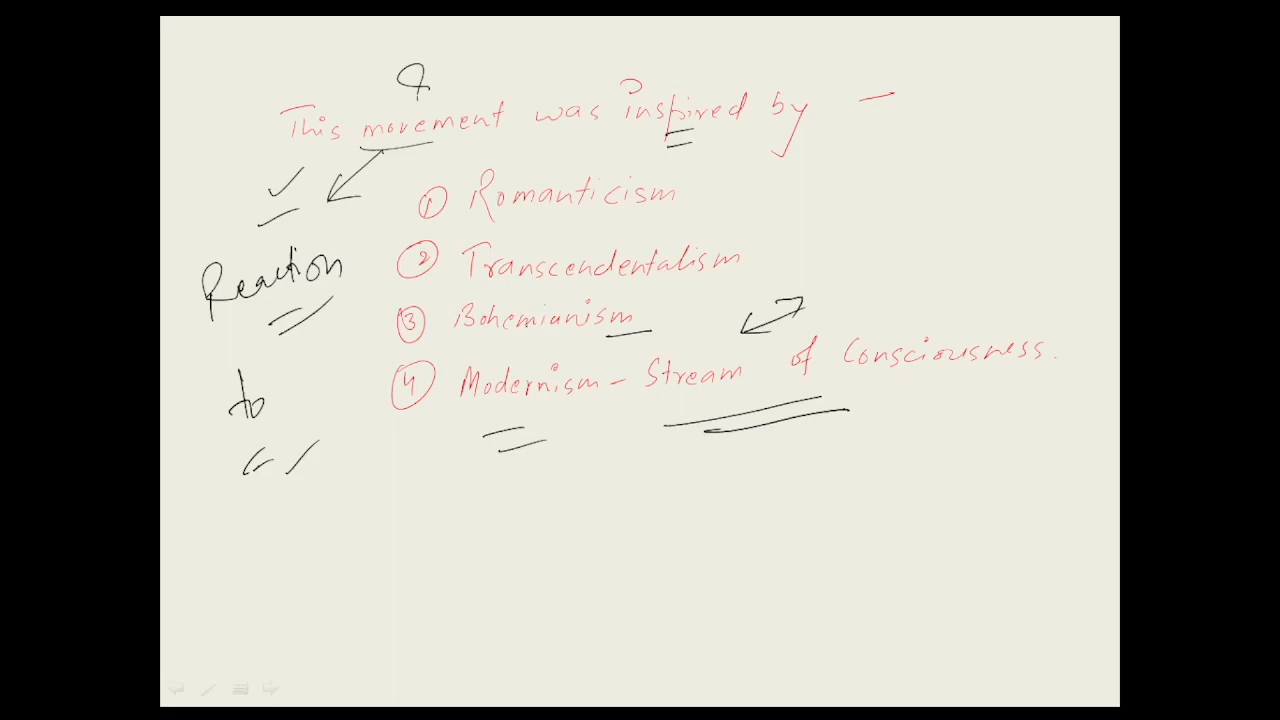 This movement was inspired by –
① Romanticism
② Transcendentalism
③ Bohemianism
④ Modernism – Stream of Consciousness.
Reaction
to